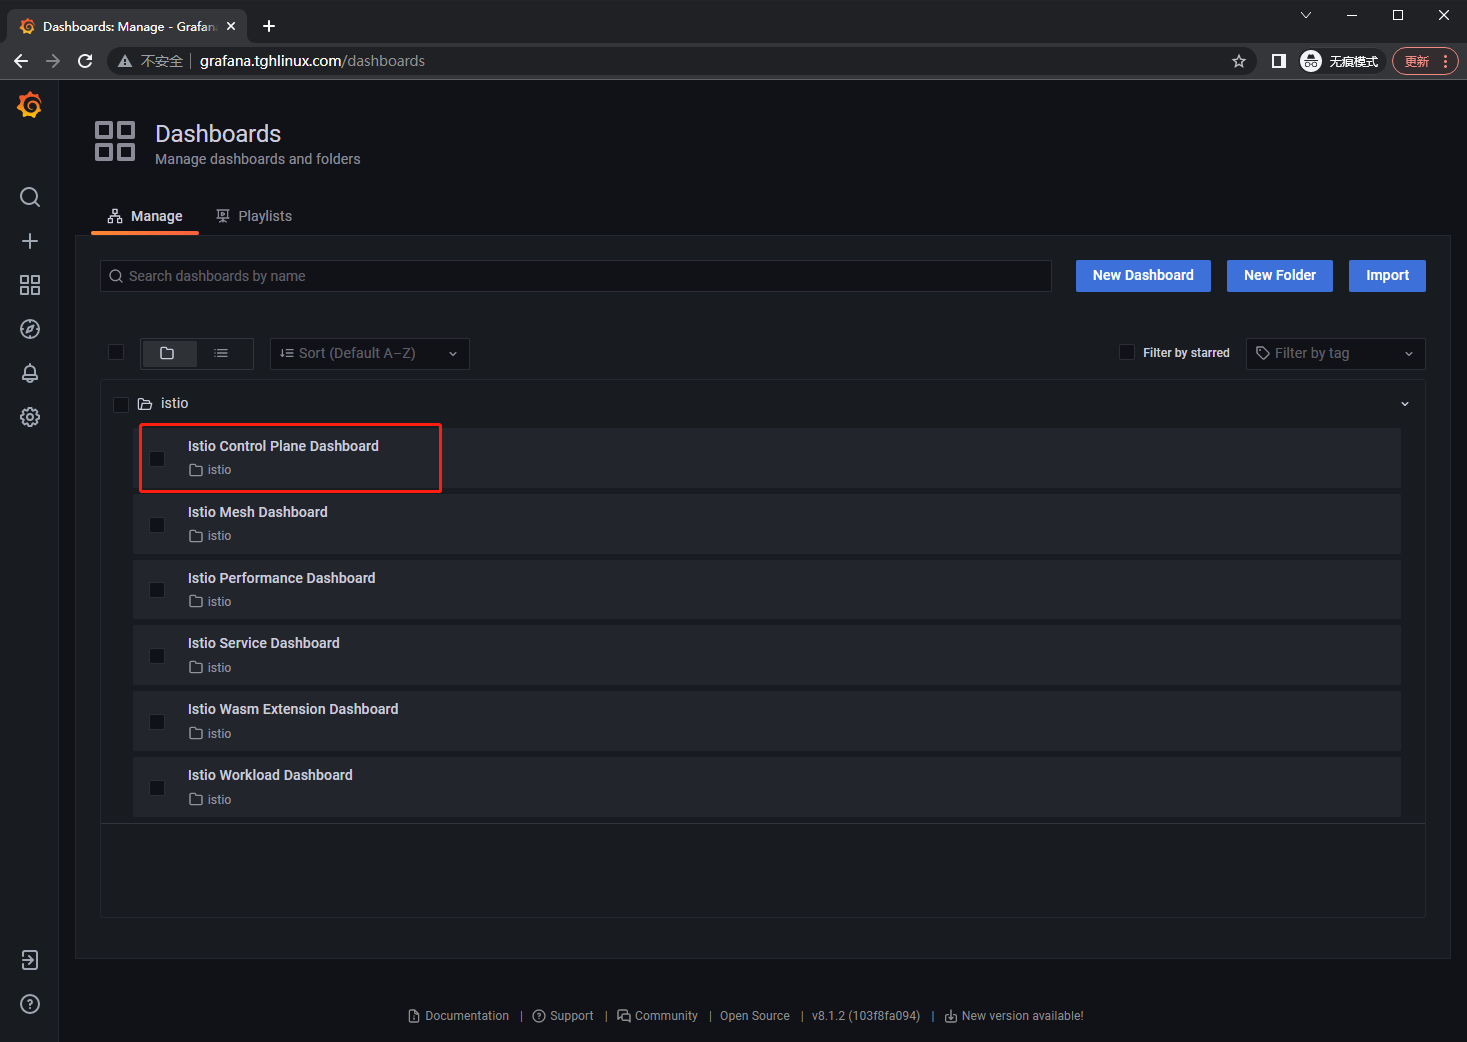 Dashboards: Manage - Grafana
不安全 grafana.tghlinux.com/dashboards 无痕模式 更新
Dashboards
Manage dashboards and folders
Manage Playlists
Search dashboards by name New Dashboard New Folder Import
Sort (Default A–Z) Filter by starred Filter by tag
istio
Istio Control Plane Dashboard
istio
Istio Mesh Dashboard
istio
Istio Performance Dashboard
istio
Istio Service Dashboard
istio
Istio Wasm Extension Dashboard
istio
Istio Workload Dashboard
istio
Documentation | Support | Community | Open Source | v8.1.2 (103f8fa094) | New version available!